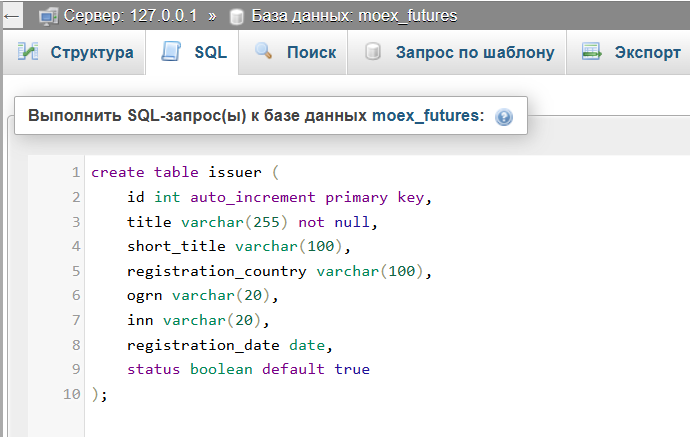 ← Сервер: 127.0.0.1 » База данных: moex_futures
Структура SQL Поиск Запрос по шаблону Экспорт
Выполнить SQL-запрос(ы) к базе данных moex_futures:
1 create table issuer (
2 id int auto_increment primary key,
3 title varchar(255) not null,
4 short_title varchar(100),
5 registration_country varchar(100),
6 ogrn varchar(20),
7 inn varchar(20),
8 registration_date date,
9 status boolean default true
10 );